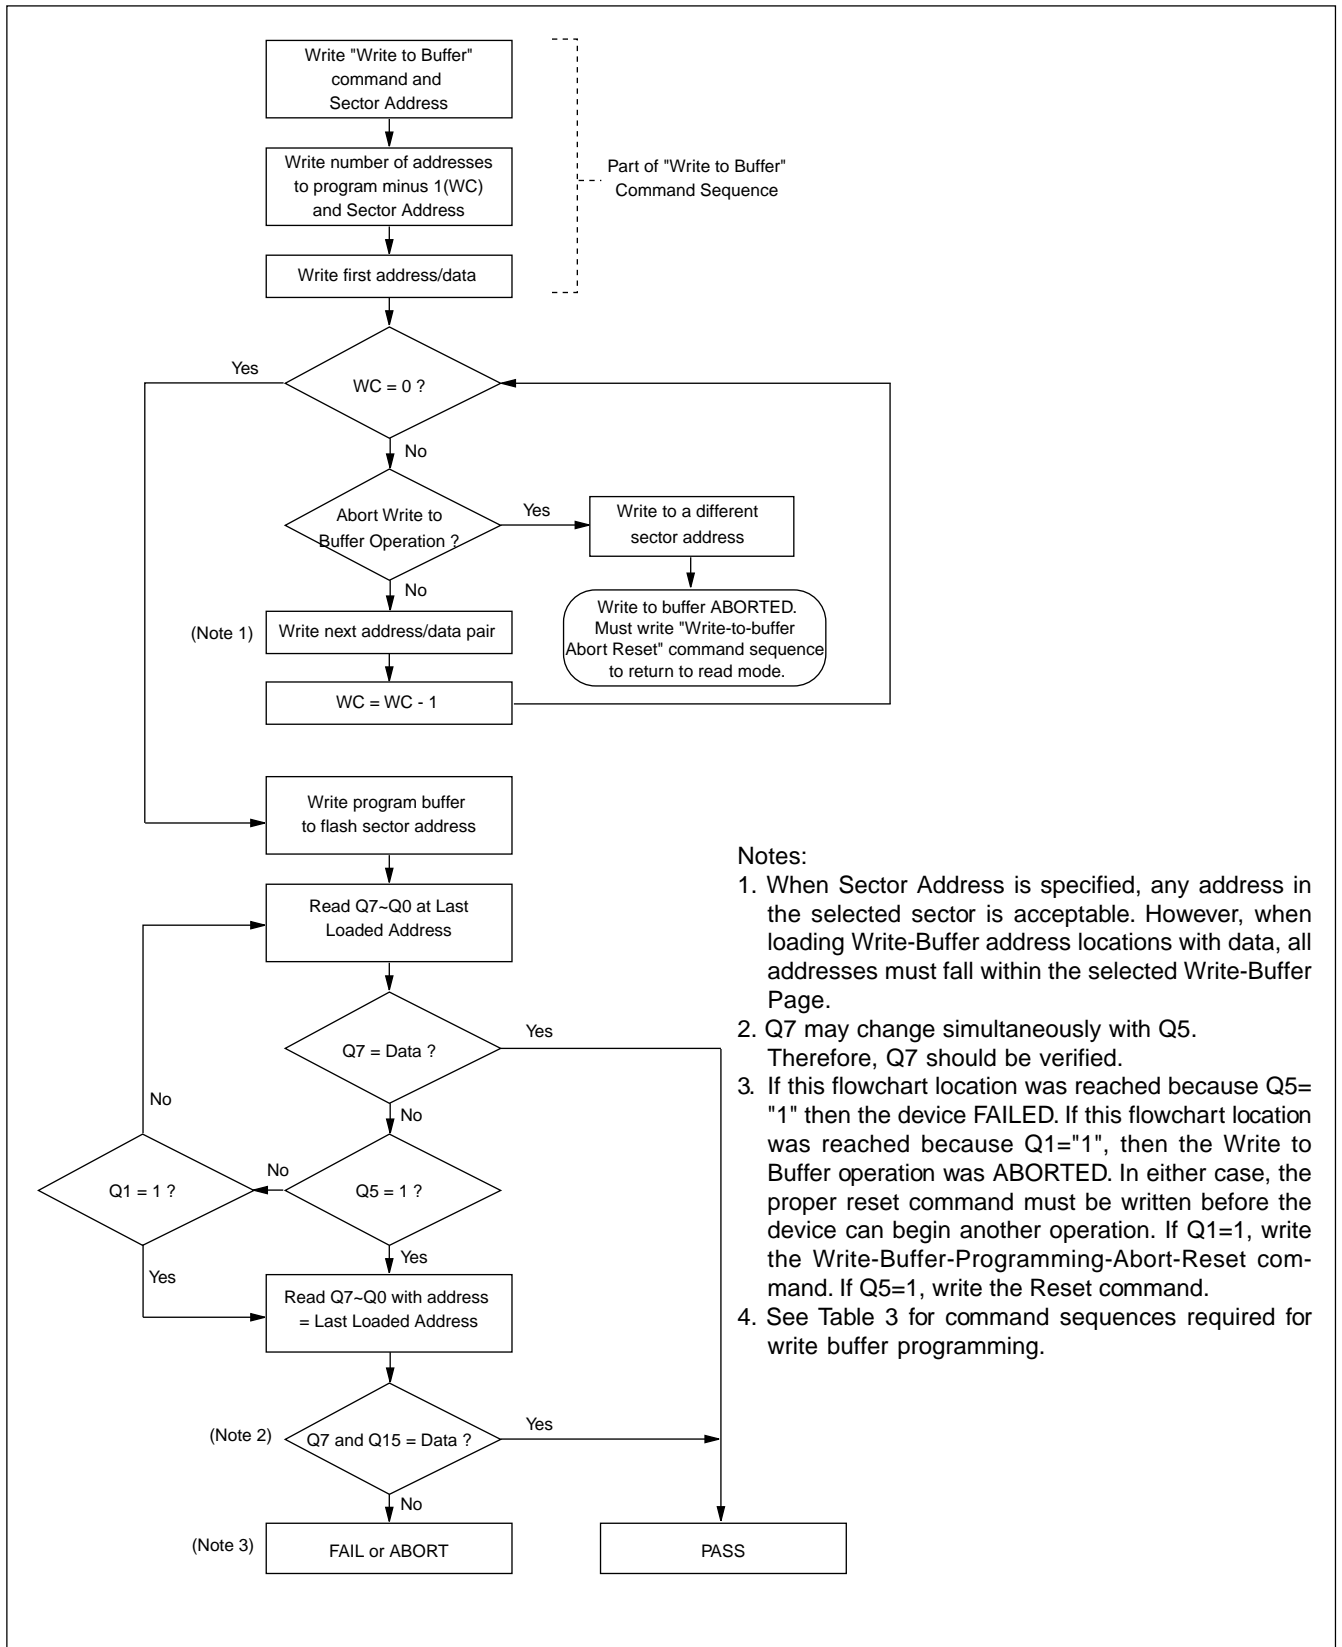 Write "Write to Buffer"
command and
Sector Address
Write number of addresses
to program minus 1(WC)
and Sector Address
Part of "Write to Buffer"
Command Sequence
Write first address/data
Yes
WC = 0 ?
No
Abort Write to
Buffer Operation ?
Yes
Write to a different
sector address
No
Write to buffer ABORTED.
Must write "Write-to-buffer
Abort Reset" command sequence
to return to read mode.
(Note 1)
Write next address/data pair
WC = WC - 1
Write program buffer
to flash sector address
Read Q7~Q0 at Last
Loaded Address
Q7 = Data ?
Yes
No
No
Q1 = 1 ?
No
Q5 = 1 ?
Yes
Yes
Read Q7~Q0 with address
= Last Loaded Address
(Note 2)
Q7 and Q15 = Data ?
Yes
No
(Note 3)
FAIL or ABORT
PASS
Notes:
1. When Sector Address is specified, any address in
the selected sector is acceptable. However, when
loading Write-Buffer address locations with data, all
addresses must fall within the selected Write-Buffer
Page.
2. Q7 may change simultaneously with Q5.
Therefore, Q7 should be verified.
3. If this flowchart location was reached because Q5=
"1" then the device FAILED. If this flowchart location
was reached because Q1="1", then the Write to
Buffer operation was ABORTED. In either case, the
proper reset command must be written before the
device can begin another operation. If Q1=1, write
the Write-Buffer-Programming-Abort-Reset com-
mand. If Q5=1, write the Reset command.
4. See Table 3 for command sequences required for
write buffer programming.